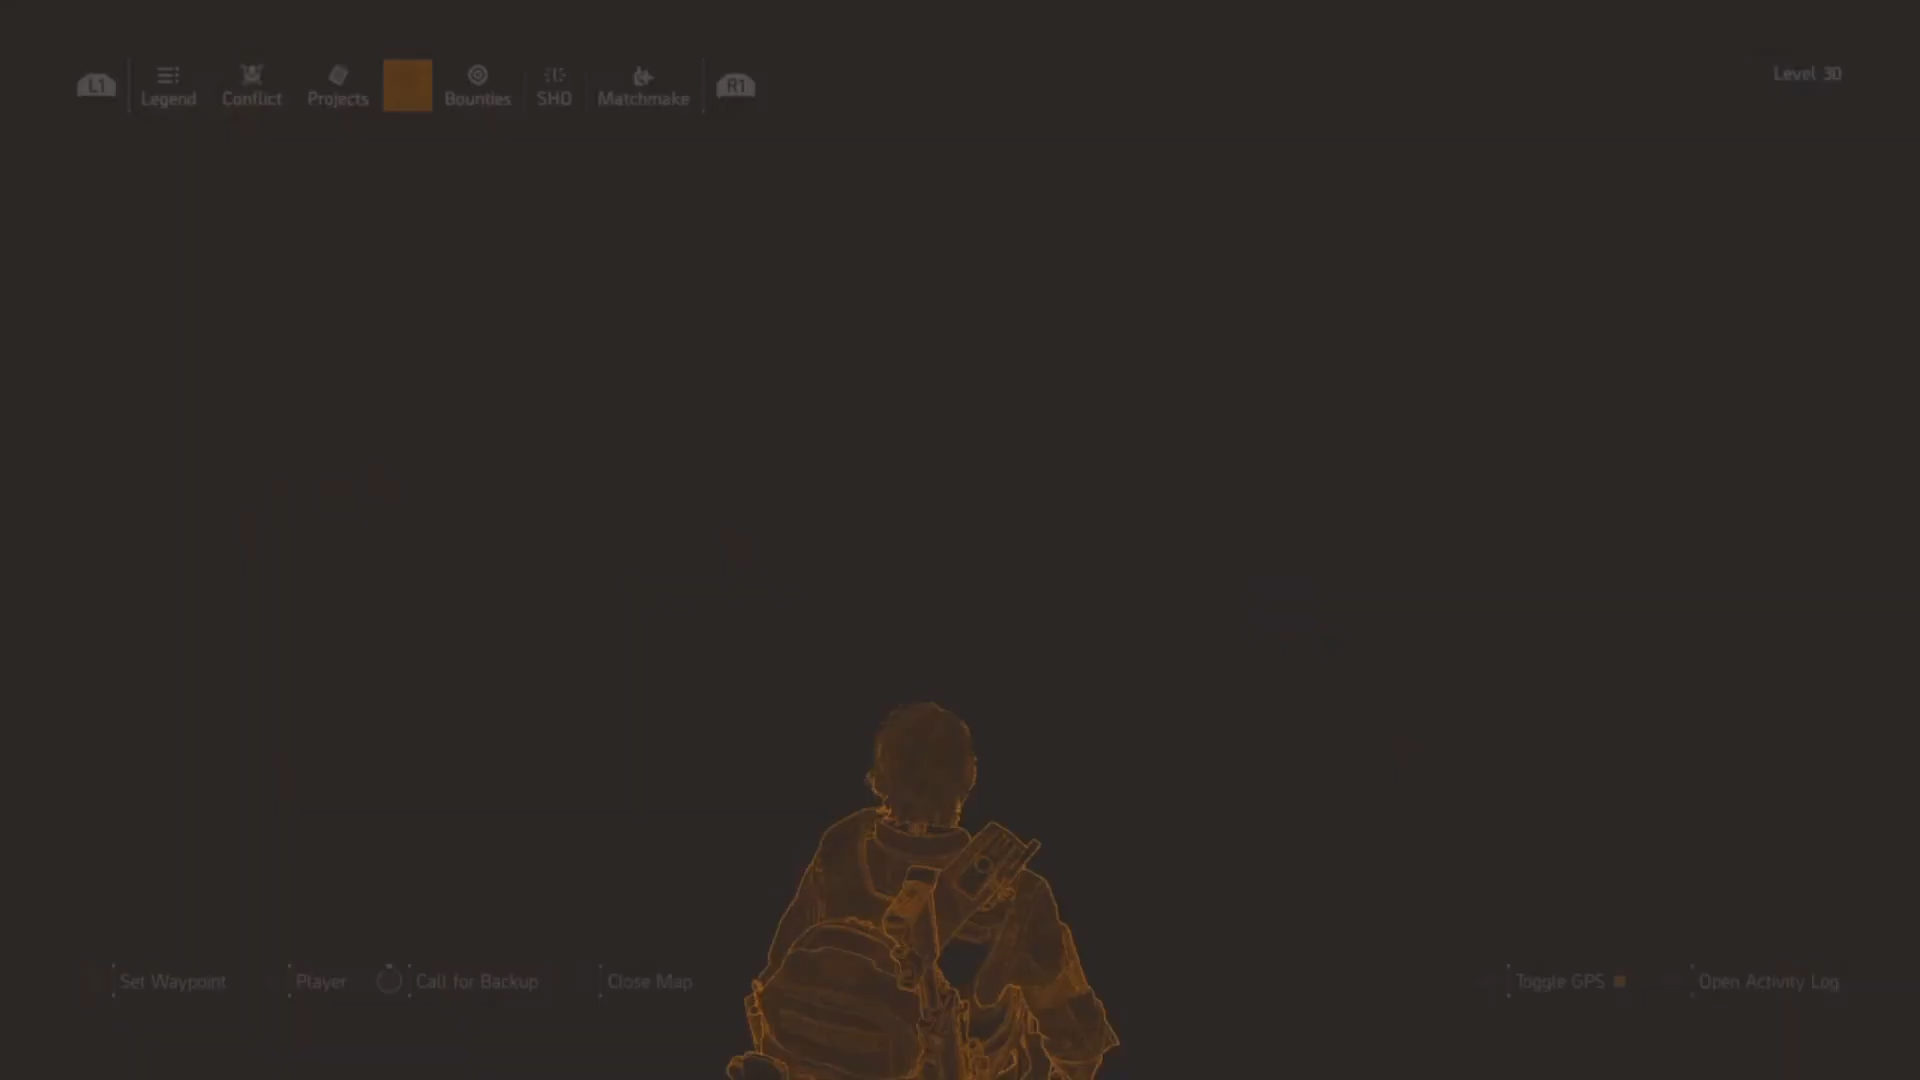 L1 Legend Conflict Projects Bounties SHD Matchmake R1
Level 30
Set Waypoint Player Call for Backup Close Map Toggle GPS Open Activity Log